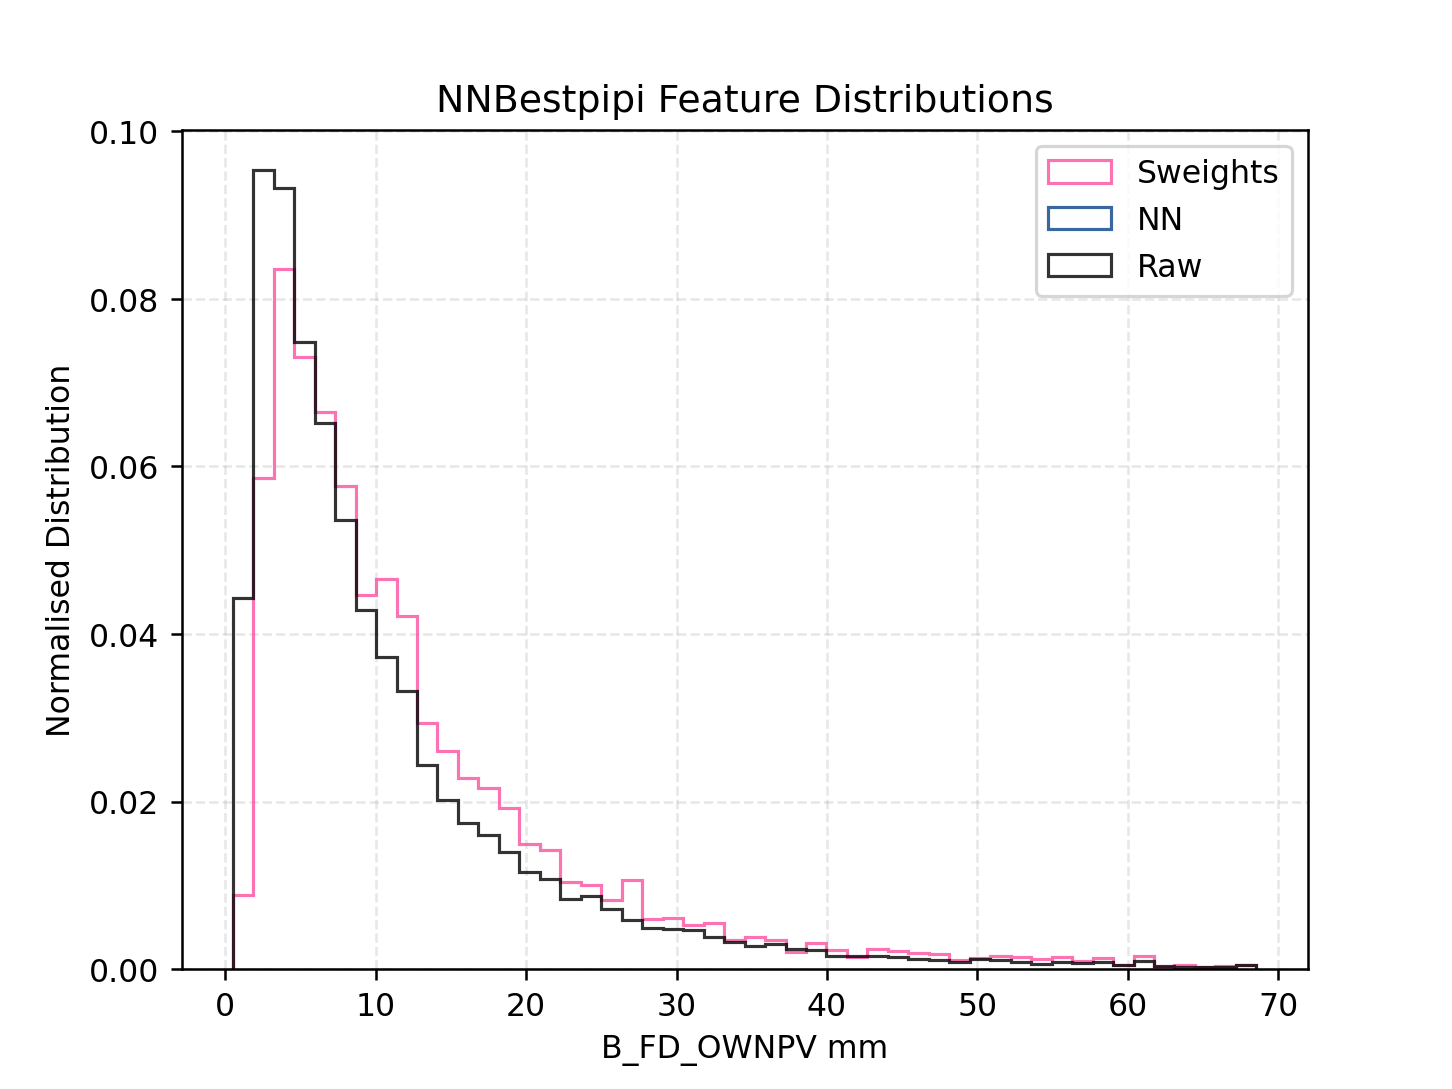 NNBestpipi Feature Distributions
Sweights
NN
Raw
Normalised Distribution
0.10
0.08
0.06
0.04
0.02
0.00
0 10 20 30 40 50 60 70
B_FD_OWNPV mm